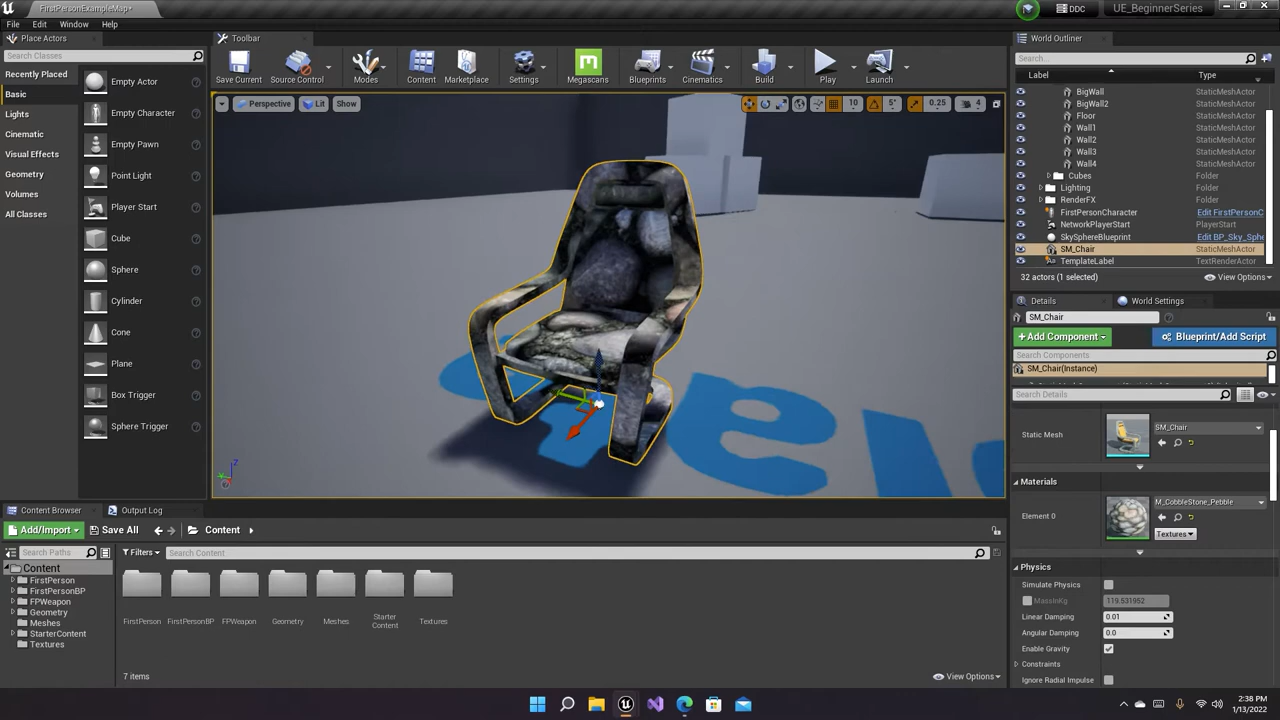 FirstPersonExampleMap*
DDC
UE_BeginnerSeries
File Edit Window Help
Place Actors
Search Classes
Recently Placed
Basic
Lights
Cinematic
Visual Effects
Geometry
Volumes
All Classes
Empty Actor
Empty Character
Empty Pawn
Point Light
Player Start
Cube
Sphere
Cylinder
Cone
Plane
Box Trigger
Sphere Trigger
Toolbar
Save Current
Source Control
Modes
Content
Marketplace
Settings
Megascans
Blueprints
Cinematics
Build
Play
Launch
Perspective Lit Show
10 5° 0.25 4
World Outliner
Search...
Label Type
BigWall StaticMeshActor
BigWall2 StaticMeshActor
Floor StaticMeshActor
Wall1 StaticMeshActor
Wall2 StaticMeshActor
Wall3 StaticMeshActor
Wall4 StaticMeshActor
Cubes Folder
Lighting Folder
RenderFX Folder
FirstPersonCharacter Edit FirstPersonC
NetworkPlayerStart PlayerStart
SkySphereBlueprint Edit BP_Sky_Sphe
SM_Chair StaticMeshActor
TemplateLabel TextRenderActor
32 actors (1 selected) View Options
Details World Settings
SM_Chair
+Add Component Blueprint/Add Script
Search Components
SM_Chair(Instance)
Search Details
Static Mesh SM_Chair
Materials
Element 0 M_CobbleStone_Pebble
Textures
Physics
Simulate Physics
MassInKg 119.531952
Linear Damping 0.01
Angular Damping 0.0
Enable Gravity
Constraints
Ignore Radial Impulse
Content Browser Output Log
Add/Import Save All Content
Search Paths Filters Search Content
Content
FirstPerson
FirstPersonBP
FPWeapon
Geometry
Meshes
StarterContent
Textures
FirstPerson FirstPersonBP FPWeapon Geometry Meshes Starter Content Textures
7 items View Options
2:38 PM
1/13/2022